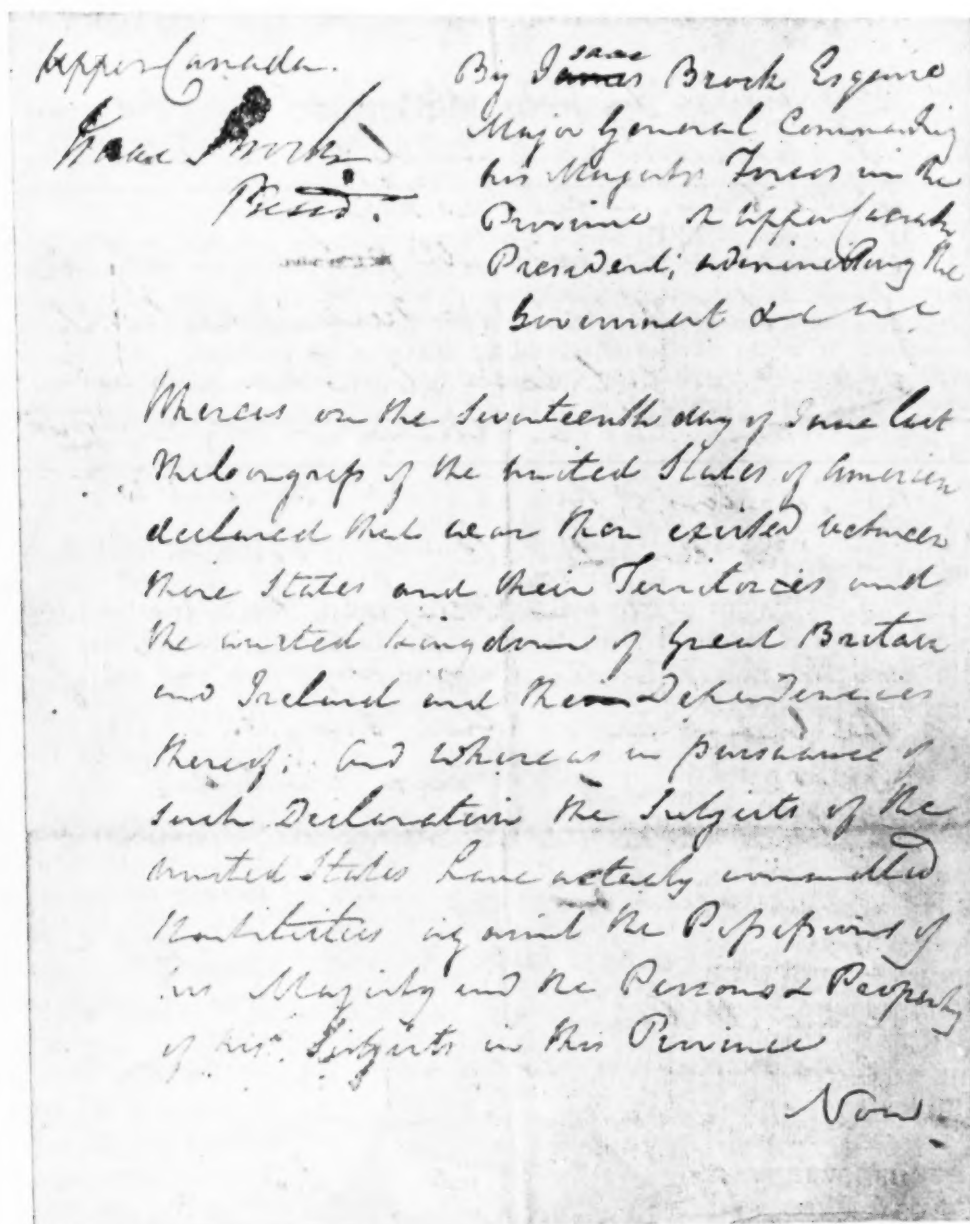 Upper Canada.
Isaac Brock
Presdt.
By Isaac Brock Esquire
Major General Commanding
his Majestys Forces in the
Province of Upper Canada
President, administering the
Government &c &c &c
Whereas on the Seventeenth day of June last
the Congress of the united States of America
declared that war then existed between
those States and their Territories and
the united kingdom of Great Britain
and Ireland and the Dependencies
thereof; And whereas in pursuance of
such Declaration the Subjects of the
united States have actually committed
Hostilities against the Possessions of
his Majesty and the Persons & Property
of his Subjects in this Province
Now